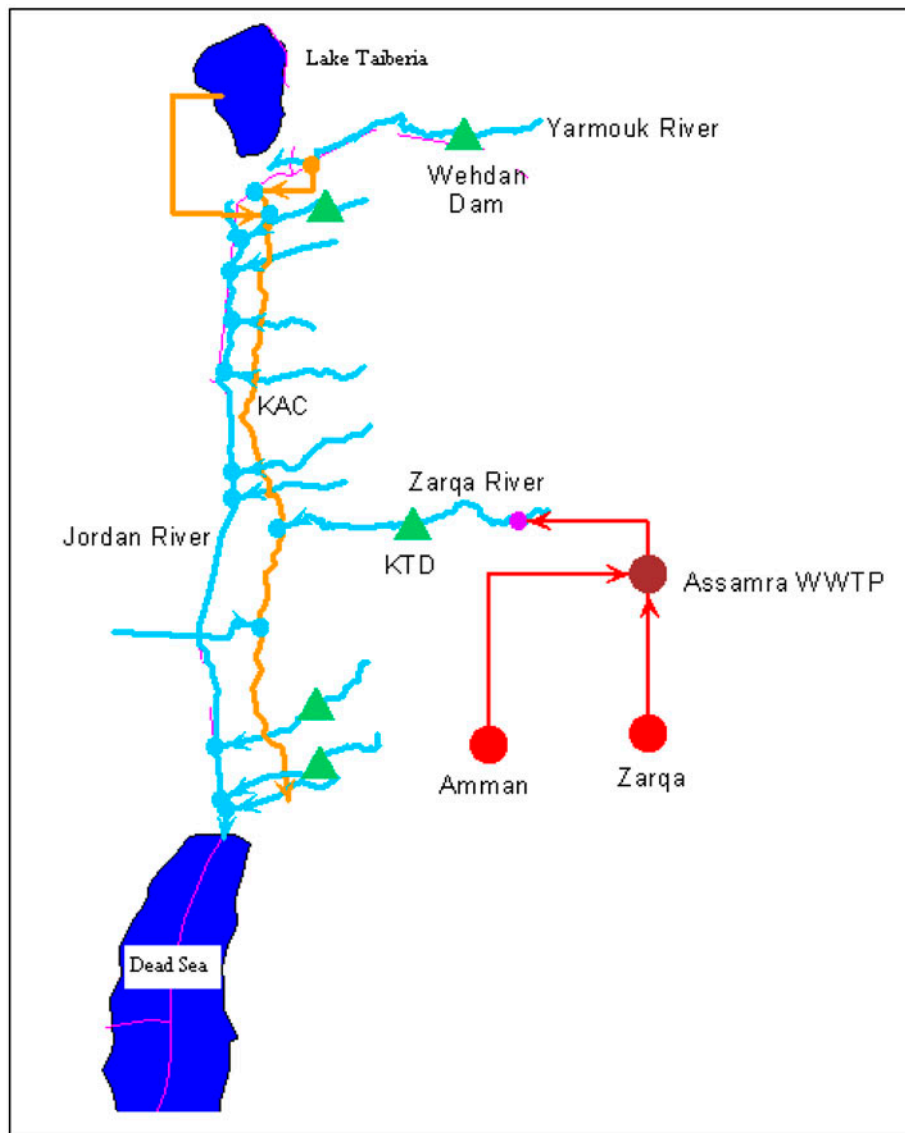 Lake Taiberia
Yarmouk River
Wehdan
Dam
KAC
Zarqa River
Jordan River
KTD
Assamra WWTP
Amman
Zarqa
Dead Sea